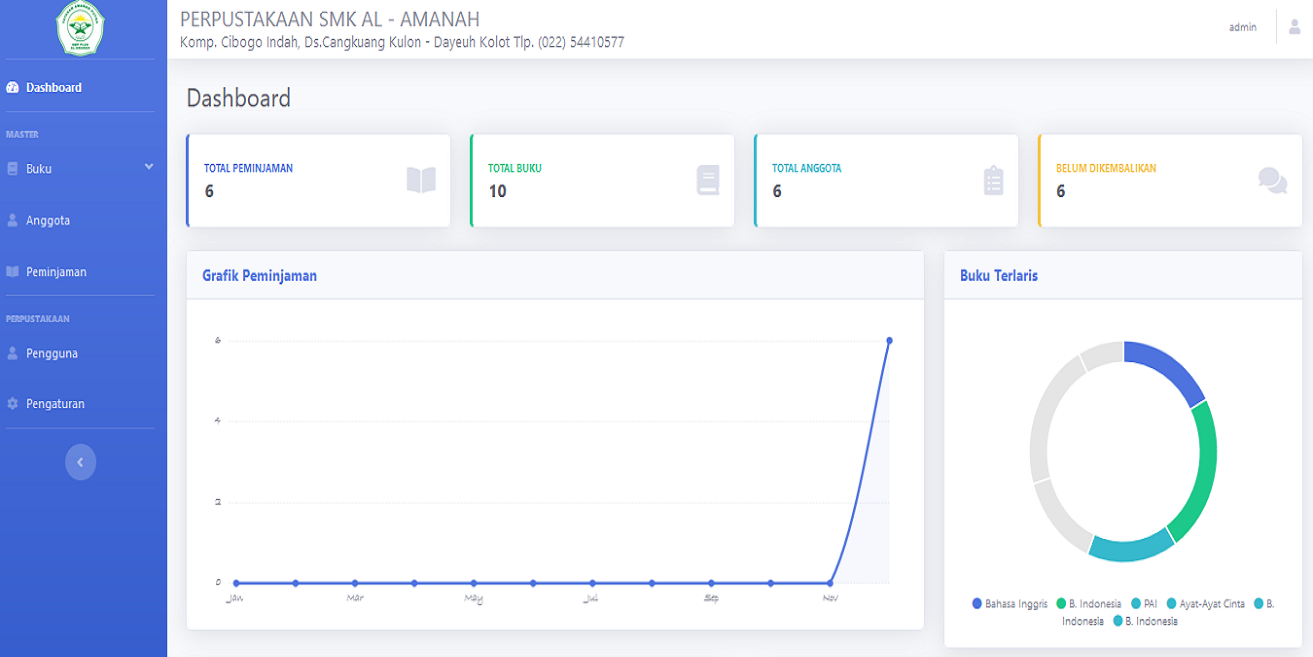 PERPUSTAKAAN SMK AL - AMANAH
admin
Komp. Cibogo Indah, Ds.Cangkuang Kulon - Dayeuh Kolot Tlp. (022) 54410577
Dashboard
MASTER
Buku
Anggota
Peminjaman
PERPUSTAKAAN
Pengguna
Pengaturan
Dashboard
TOTAL PEMINJAMAN
6
TOTAL BUKU
10
TOTAL ANGGOTA
6
BELUM DIKEMBALIKAN
6
Grafik Peminjaman
6
4
2
0
Jan Mar May Jul Sep Nov
Buku Terlaris
Bahasa Inggris B. Indonesia PAI Ayat-Ayat Cinta B.
Indonesia B. Indonesia